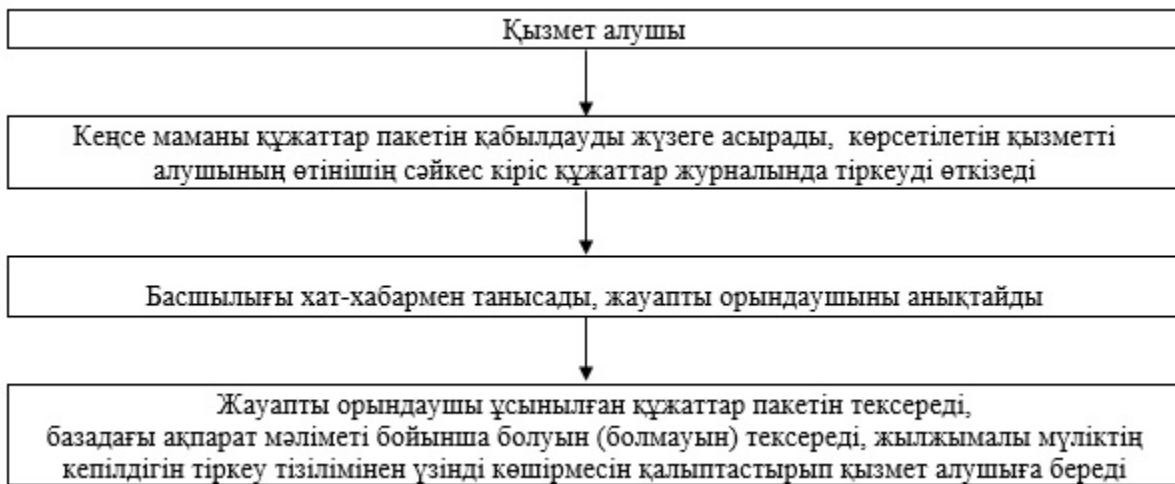 Қызмет алушы
Кеңсе маманы құжаттар пакетін қабылдауды жүзеге асырады, көрсетілетін қызметті
алушының өтінішің сәйкес кіріс құжаттар журналында тіркеуді өткізеді
Басшылығы хат-хабармен танысады, жауапты орындаушыны анықтайды
Жауапты орындаушы ұсынылған құжаттар пакетін тексереді,
базадағы ақпарат мәліметі бойынша болуын (болмауын) тексереді, жылжымалы мүліктің
кепілдігін тіркеу тізілімінен үзінді көшірмесін қалыптастырып қызмет алушыға береді